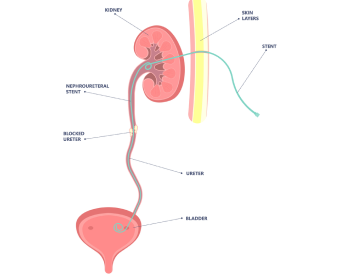 KIDNEY
SKIN
LAYERS
STENT
NEPHROURETERAL
STENT
BLOCKED
URETER
URETER
BLADDER